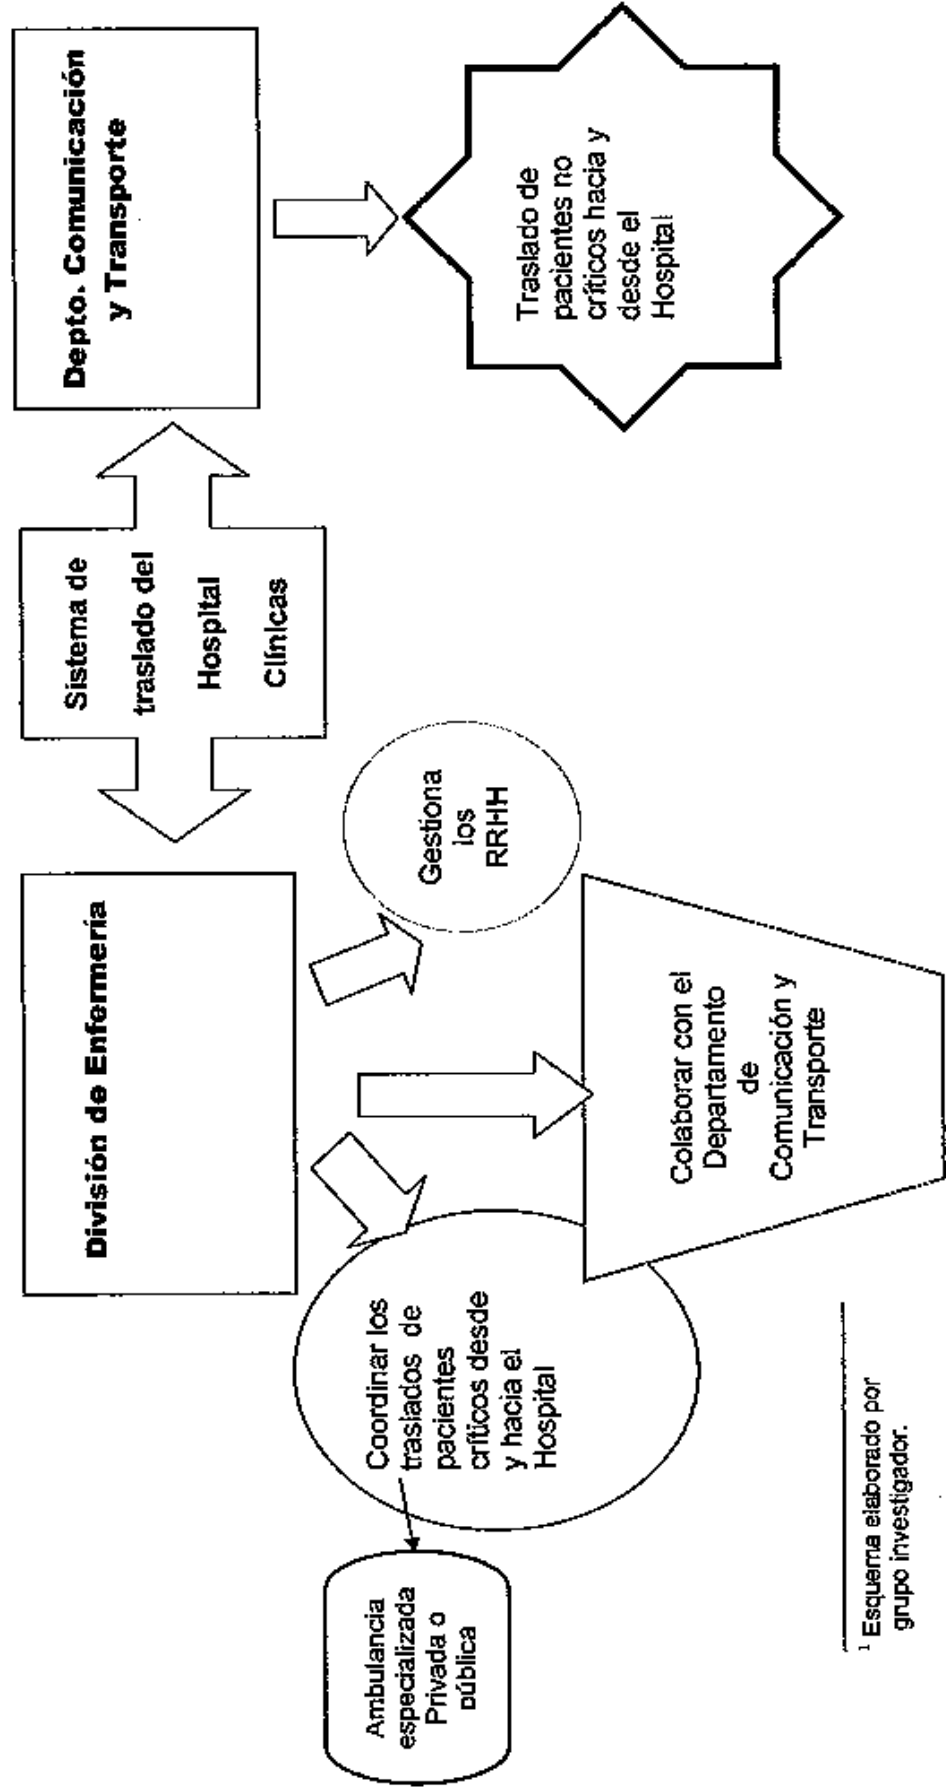 División de Enfermería
Sistema de
traslado del
Hospital
Clínicas
Depto. Comunicación
y Transporte
Ambulancia
especializada
Privada o
pública
Coordinar los
traslados de
pacientes
críticos desde
y hacia el
Hospital
Colaborar con el
Departamento
de
Comunicación y
Transporte
Gestiona
los
RRHH
Traslado de
pacientes no
críticos hacia y
desde el
Hospital
1 Esquema elaborado por
grupo investigador.